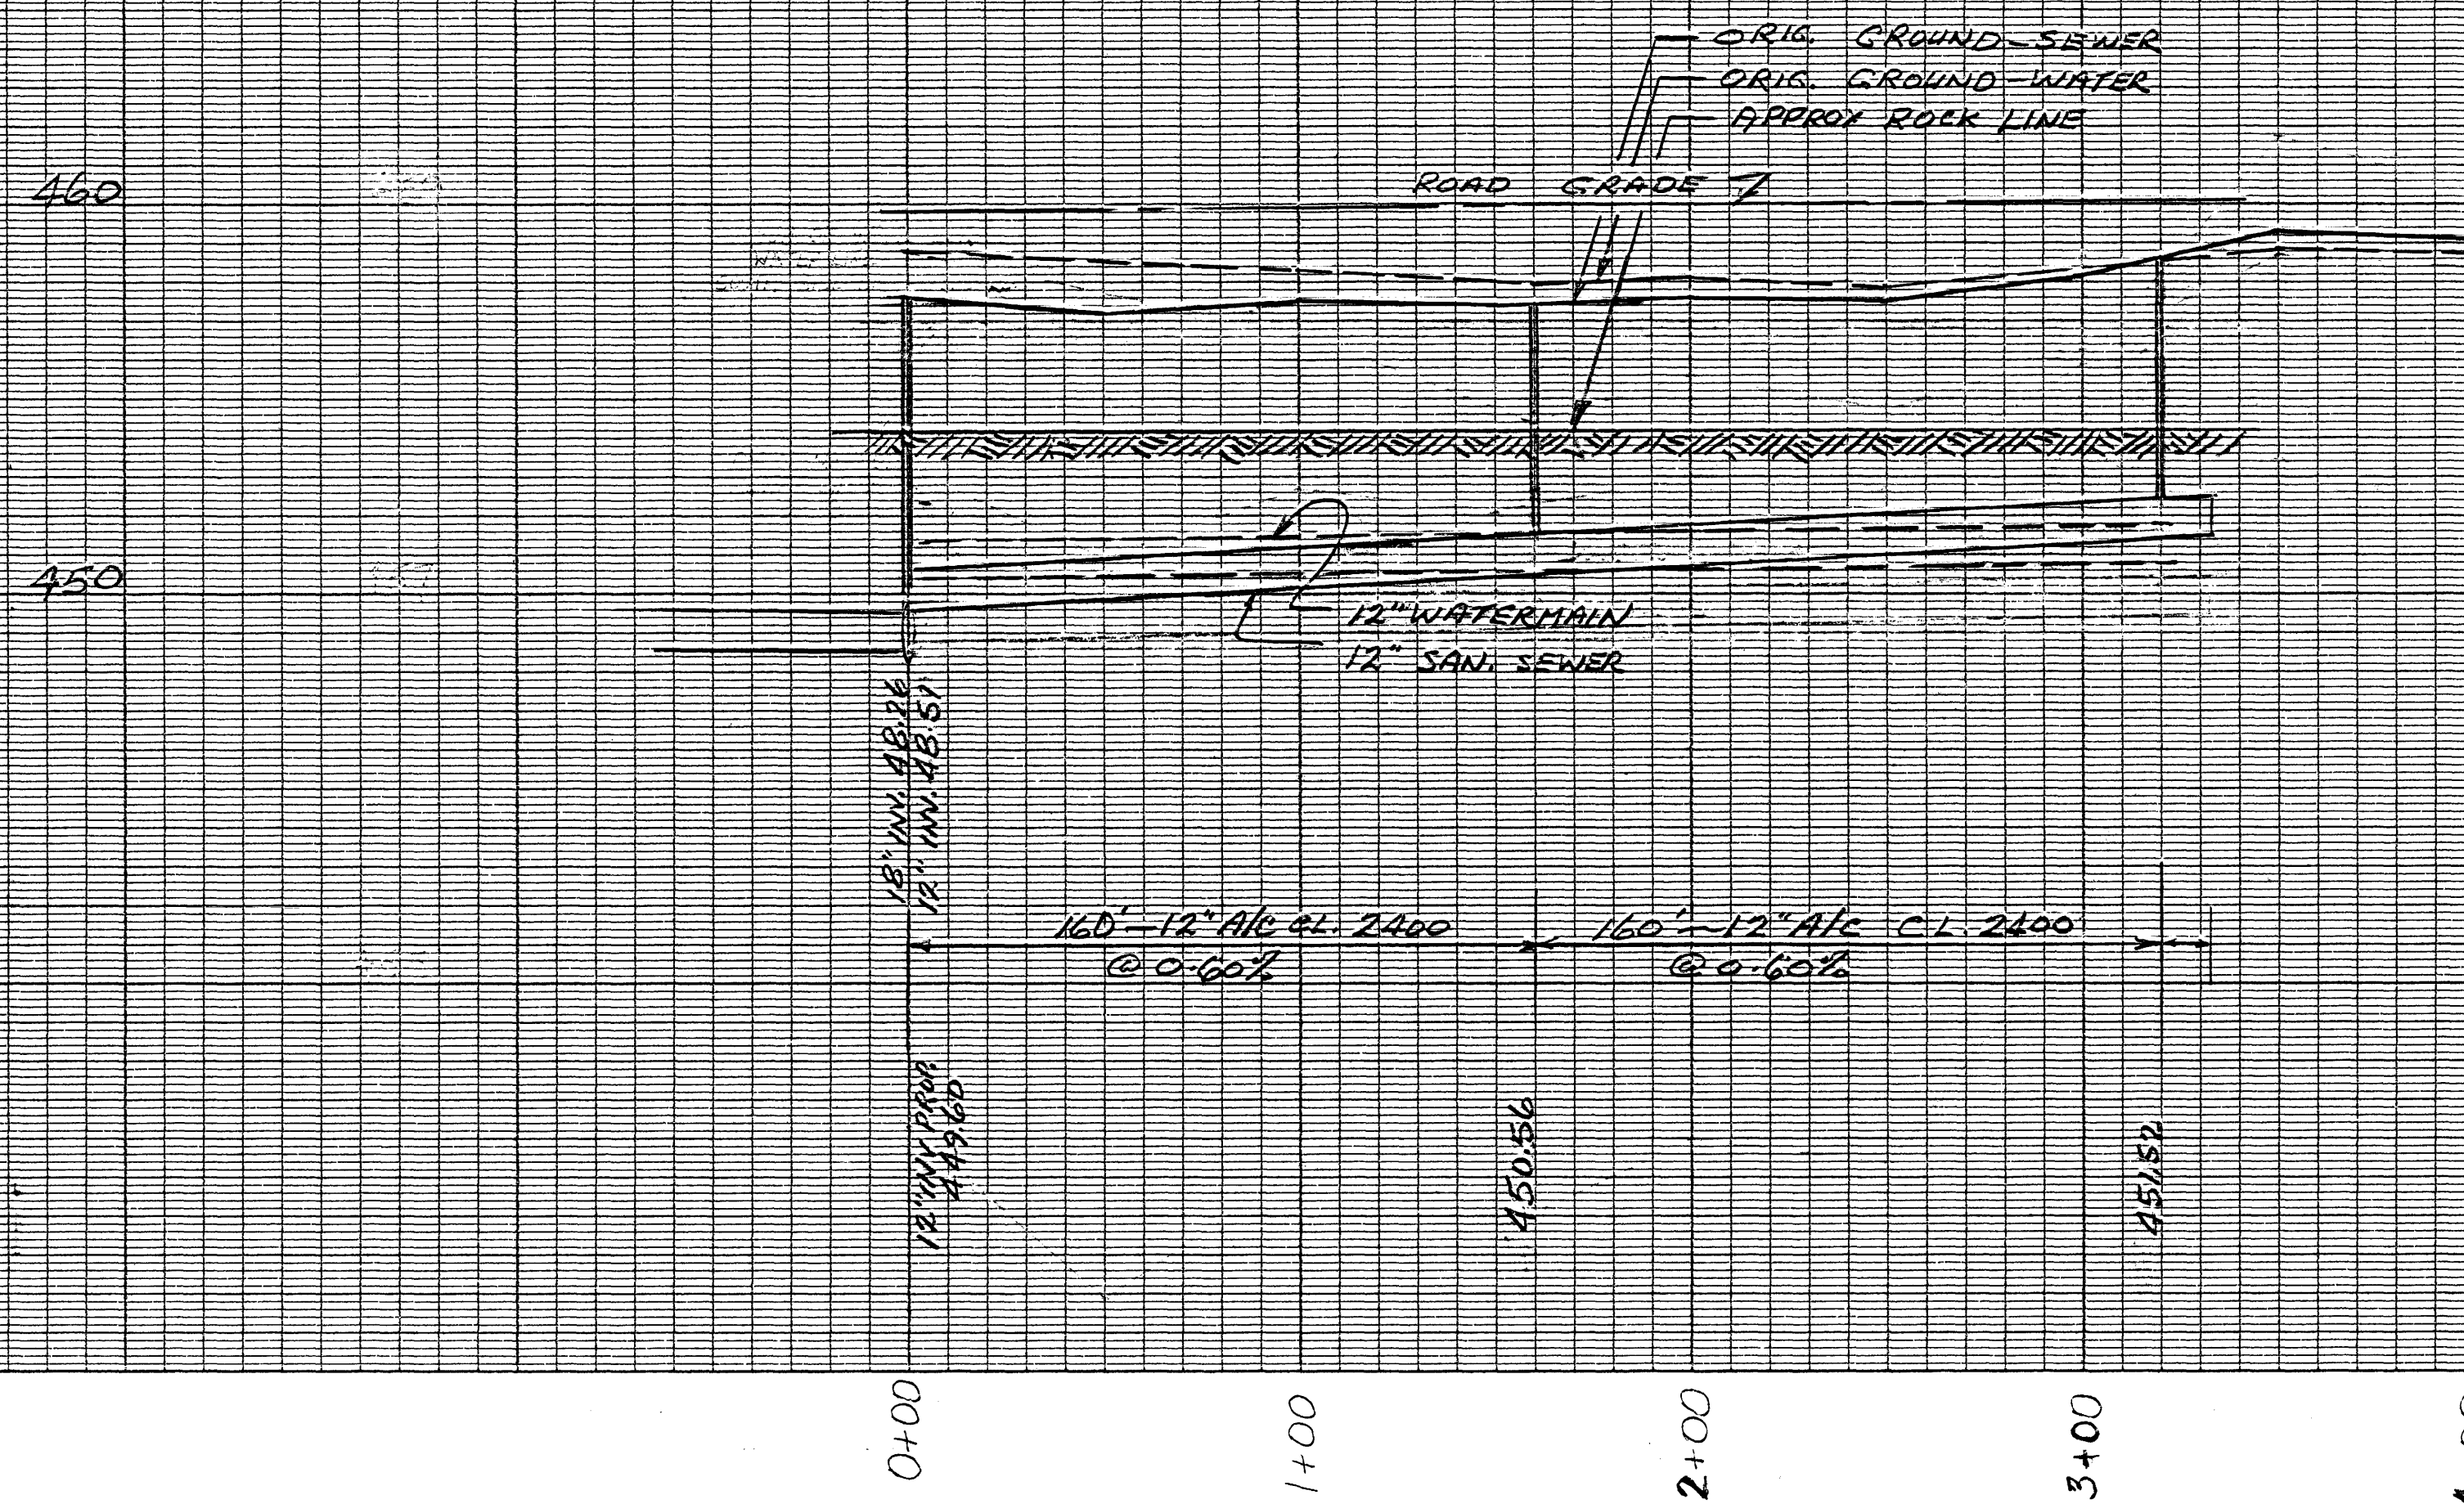 ORIG. GROUND-SEWER
ORIG. GROUND-WATER
APPROX ROCK LINE
460
ROAD GRADE
450
12" WATERMAIN
12" SAN. SEWER
18" INV. 48.26
12" INV. 48.51
160'-12" A/C CL. 2400
@ 0.60%
160'-12" A/C CL. 2400
@ 0.60%
12" INV PROP.
449.60
450.56
451.52
0+00
1+00
2+00
3+00